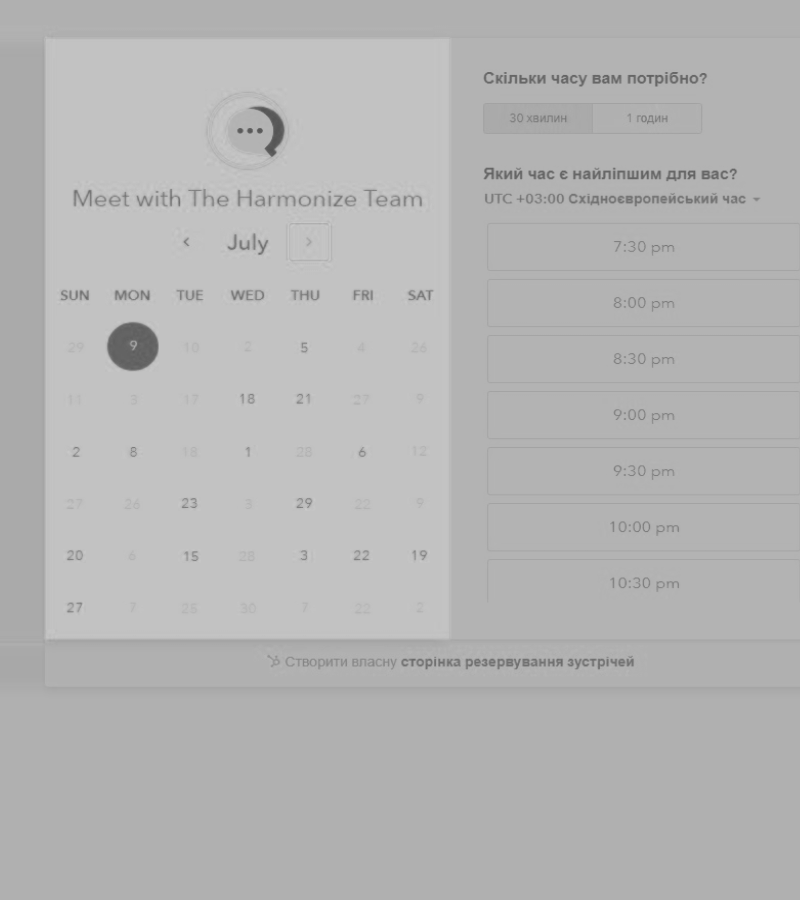 Meet with The Harmonize Team
July
SUN MON TUE WED THU FRI SAT
29 9 10 2 5 4 26
11 3 17 18 21 27 9
2 8 18 1 28 6 12
27 26 23 3 29 22 9
20 6 15 28 3 22 19
27 7 25 30 7 22 2
Скільки часу вам потрібно?
30 хвилин 1 годин
Який час є найліпшим для вас?
UTC +03:00 Східноєвропейський час
7:30 pm
8:00 pm
8:30 pm
9:00 pm
9:30 pm
10:00 pm
10:30 pm
Створити власну сторінка резервування зустрічей